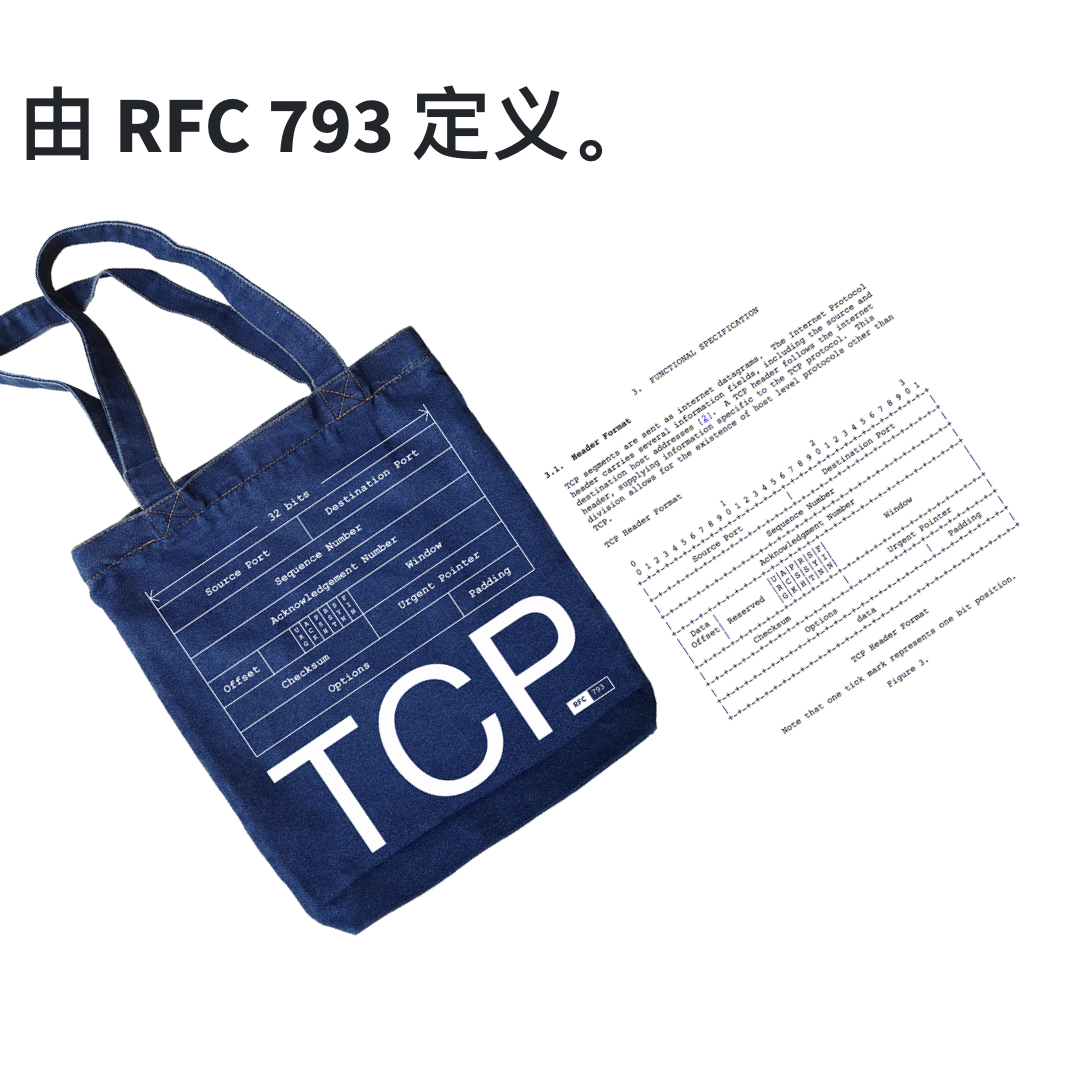 由 RFC 793 定义。
32 bits
Source Port Destination Port
Sequence Number
Acknowledgement Number
Offset U A P R S F Window
R C S S Y I
G K H T N N
Checksum Urgent Pointer
Options Padding
TCP
RFC 793
3. FUNCTIONAL SPECIFICATION
3.1. Header Format
TCP segments are sent as internet datagrams. The Internet Protocol
header carries several information fields, including the source and
destination host addresses [2]. A TCP header follows the internet
header, supplying information specific to the TCP protocol. This
division allows for the existence of host level protocols other than
TCP.
TCP Header Format
0 1 2 3
0 1 2 3 4 5 6 7 8 9 0 1 2 3 4 5 6 7 8 9 0 1 2 3 4 5 6 7 8 9 0 1
+-+-+-+-+-+-+-+-+-+-+-+-+-+-+-+-+-+-+-+-+-+-+-+-+-+-+-+-+-+-+-+-+
| Source Port | Destination Port |
+-+-+-+-+-+-+-+-+-+-+-+-+-+-+-+-+-+-+-+-+-+-+-+-+-+-+-+-+-+-+-+-+
| Sequence Number |
+-+-+-+-+-+-+-+-+-+-+-+-+-+-+-+-+-+-+-+-+-+-+-+-+-+-+-+-+-+-+-+-+
| Acknowledgment Number |
+-+-+-+-+-+-+-+-+-+-+-+-+-+-+-+-+-+-+-+-+-+-+-+-+-+-+-+-+-+-+-+-+
| Data | |U|A|P|R|S|F| |
| Offset| Reserved |R|C|S|S|Y|I| Window |
| | |G|K|H|T|N|N| |
+-+-+-+-+-+-+-+-+-+-+-+-+-+-+-+-+-+-+-+-+-+-+-+-+-+-+-+-+-+-+-+-+
| Checksum | Urgent Pointer |
+-+-+-+-+-+-+-+-+-+-+-+-+-+-+-+-+-+-+-+-+-+-+-+-+-+-+-+-+-+-+-+-+
| Options | Padding |
+-+-+-+-+-+-+-+-+-+-+-+-+-+-+-+-+-+-+-+-+-+-+-+-+-+-+-+-+-+-+-+-+
| data |
+-+-+-+-+-+-+-+-+-+-+-+-+-+-+-+-+-+-+-+-+-+-+-+-+-+-+-+-+-+-+-+-+
TCP Header Format
Note that one tick mark represents one bit position.
Figure 3.